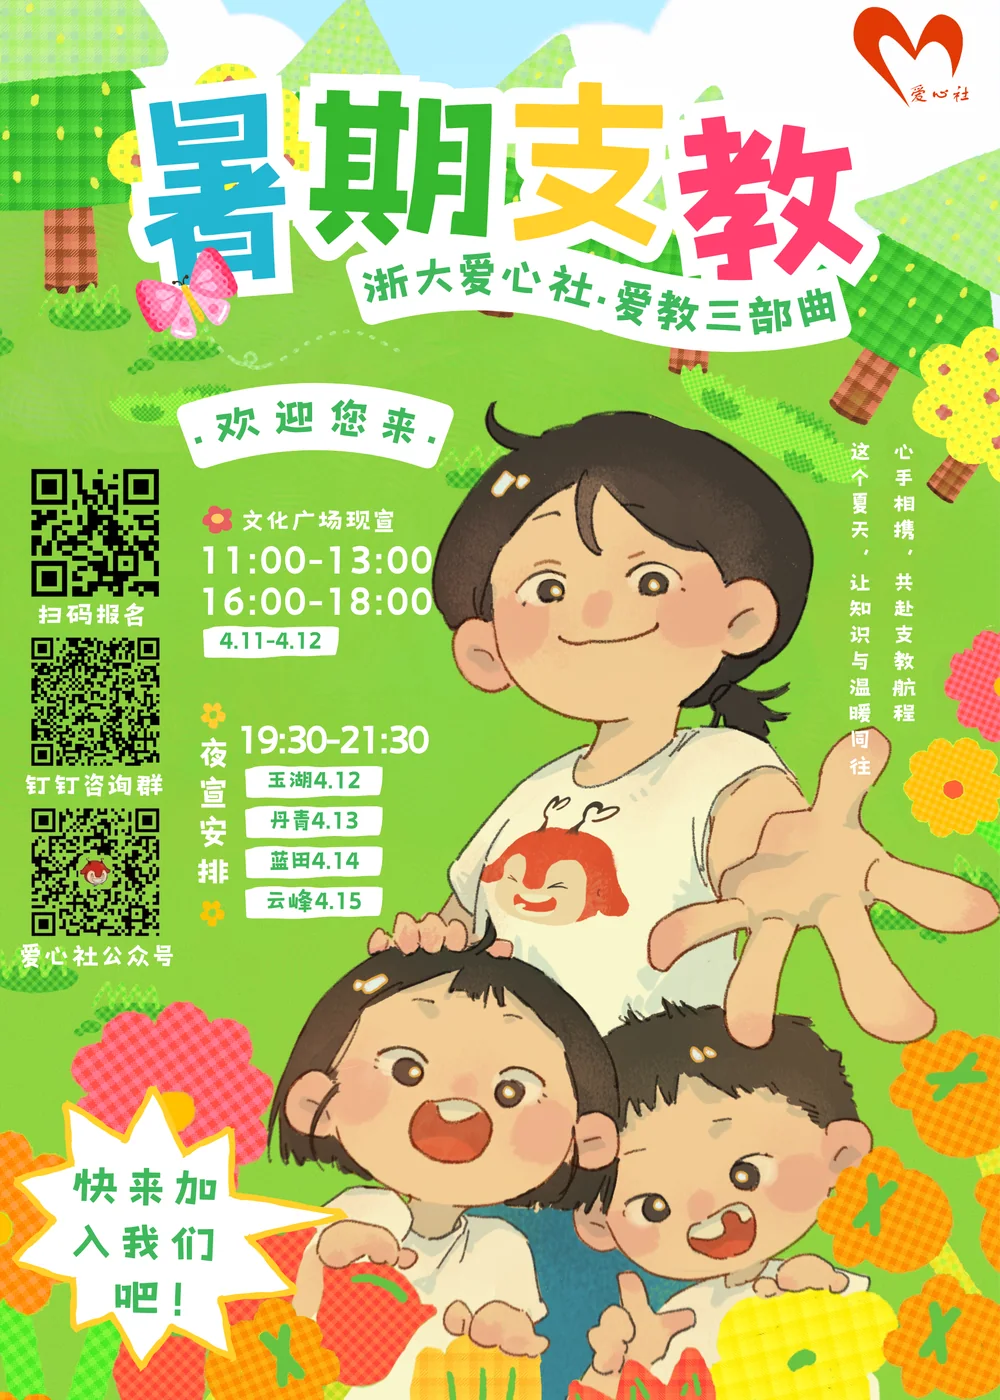 爱心社
暑期支教
浙大爱心社·爱教三部曲
·欢迎您来·
文化广场现宣
11:00-13:00
16:00-18:00
4.11-4.12
扫码报名
钉钉咨询群
爱心社公众号
夜宣安排
19:30-21:30
玉湖4.12
丹青4.13
蓝田4.14
云峰4.15
心手相携，共赴支教航程
这个夏天，让知识与温暖同往
快来加
入我们
吧！